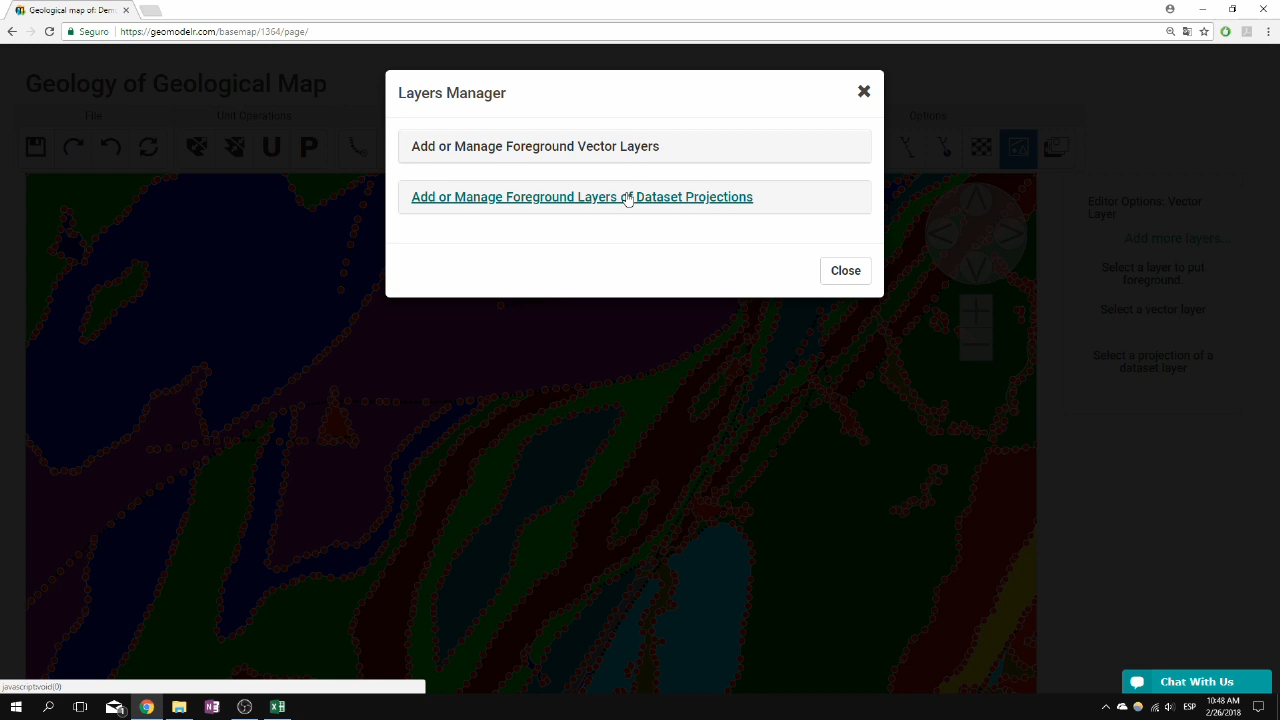 Geological map of: Dem
Seguro
https://geomodelr.com/basemap/1364/page/
Geology of Geological Map
File
Unit Operations
Options
U
P
Layers Manager
Add or Manage Foreground Vector Layers
Add or Manage Foreground Layers of Dataset Projections
Close
Editor Options: Vector
Layer
Add more layers...
Select a layer to put
foreground.
Select a vector layer
Select a projection of a
dataset layer
javascript:void(0)
Chat With Us
ESP
10:48 AM
2/26/2018